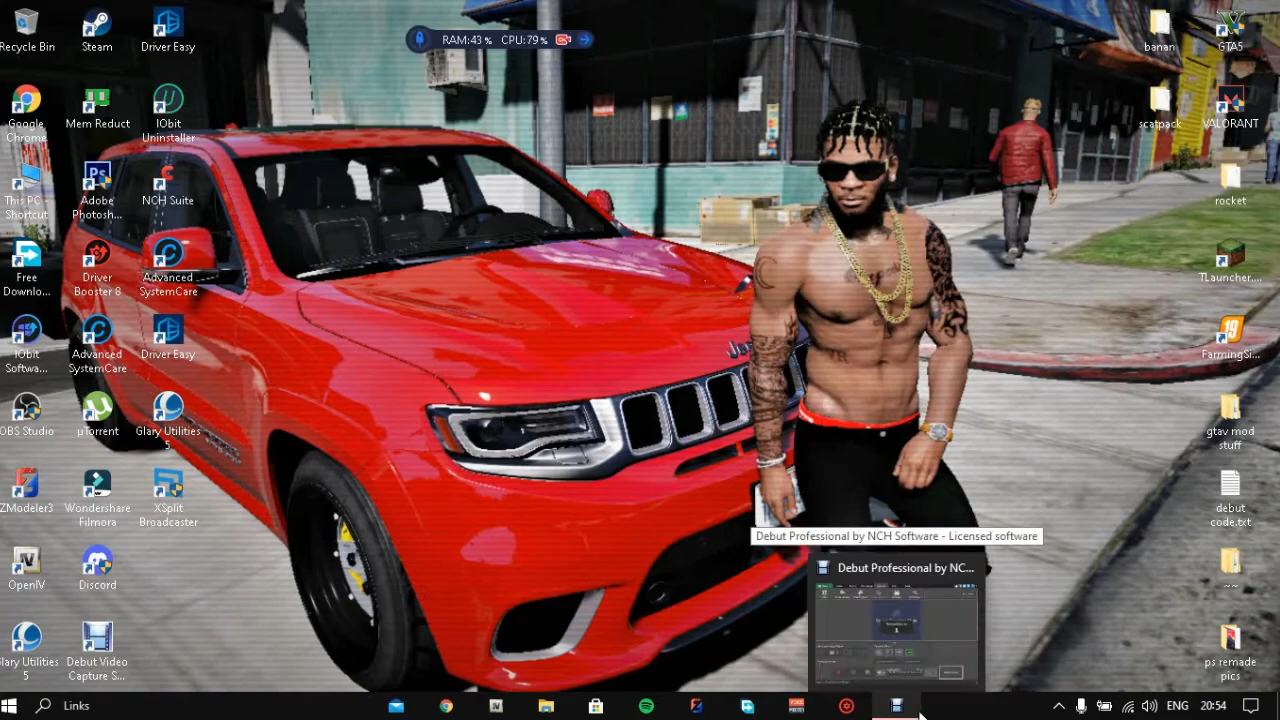 RAM:43% CPU:79%
Recycle Bin
Steam
Driver Easy
banan
GTA5
Google
Chrome
Mem Reduct
IObit
Uninstaller
scatpack
VALORANT
This PC -
Shortcut
Adobe
Photosh...
NCH Suite
rocket
Free
Downlo...
Driver
Booster 8
Advanced
SystemCare
TLauncher...
IObit
Softwa...
Advanced
SystemCare
Driver Easy
19
FarmingSi...
Jeep
OBS Studio
µTorrent
Glary Utilities
5
gtav mod
stuff
ZModeler3
Wondershare
Filmora
XSplit
Broadcaster
debut
code.txt
Debut Professional by NCH Software - Licensed software
OpenIV
Discord
Debut Professional by NC...
~~
Glary Utilities
5
Debut Video
Capture S...
ps remade
pics
Links
ENG
20:54